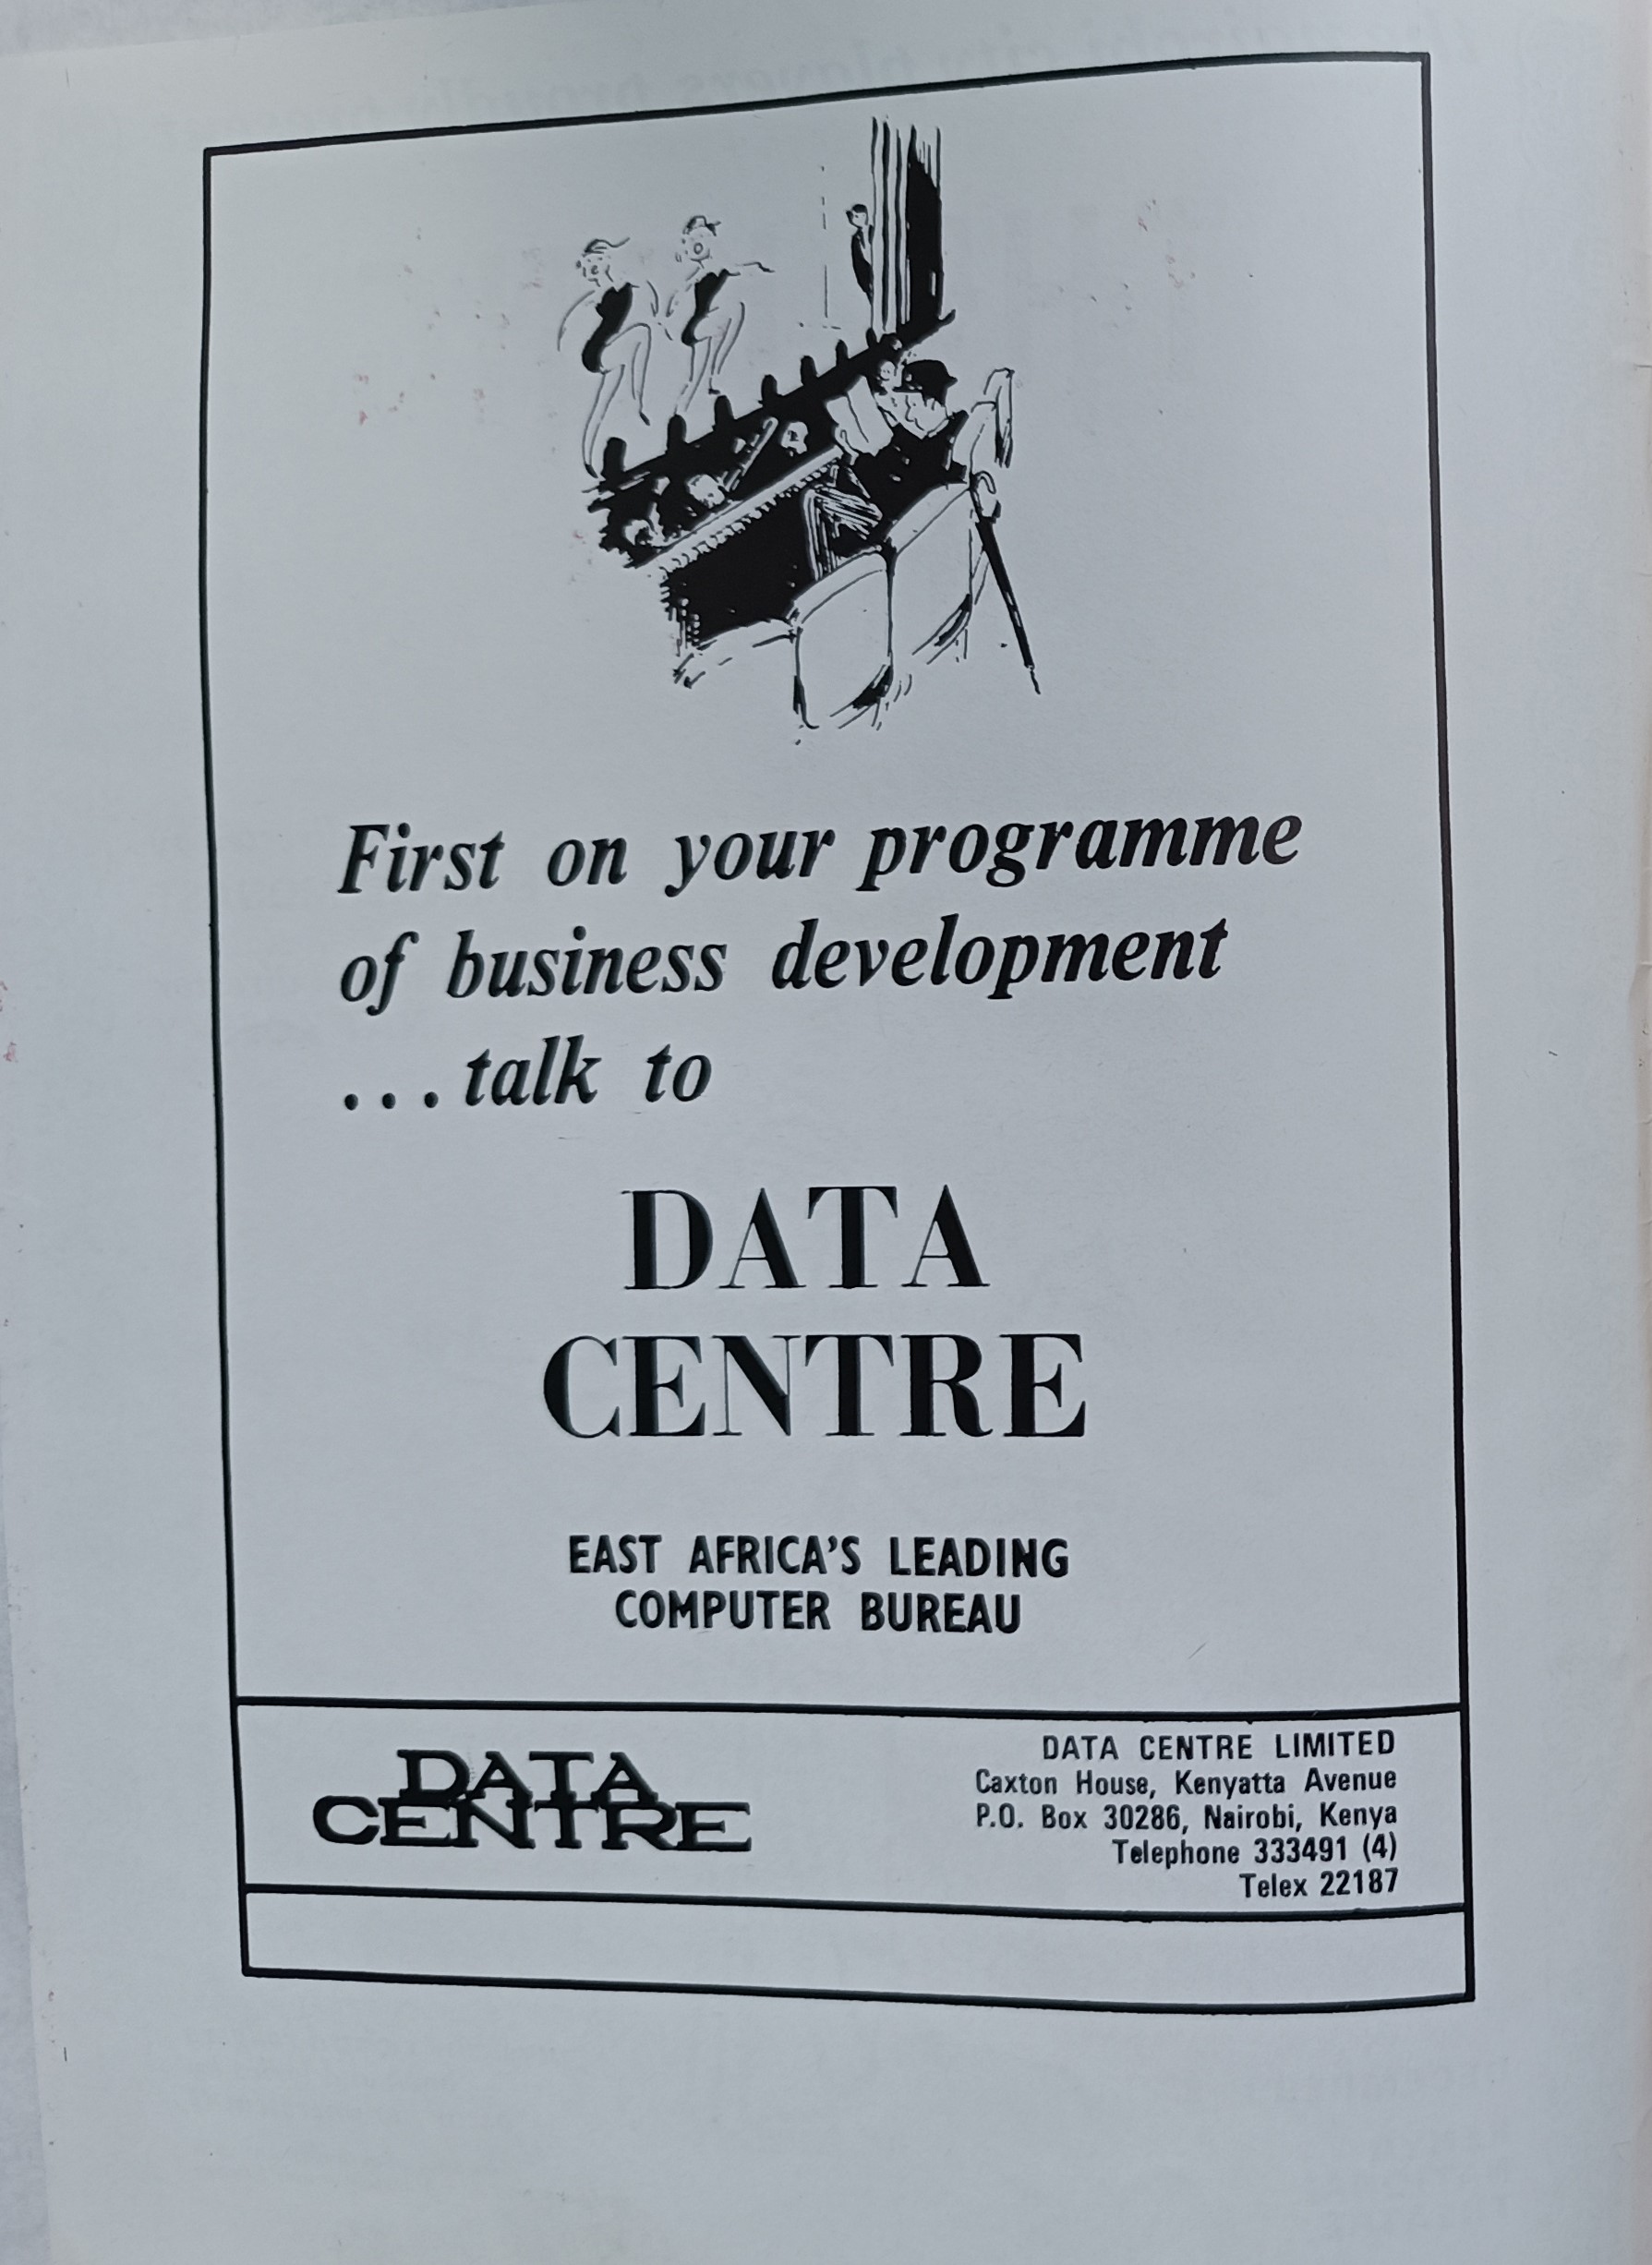 First on your programme
of business development
...talk to
DATA
CENTRE
EAST AFRICA'S LEADING
COMPUTER BUREAU
DATA
CENTRE
DATA CENTRE LIMITED
Caxton House, Kenyatta Avenue
P.O. Box 30286, Nairobi, Kenya
Telephone 333491 (4)
Telex 22187